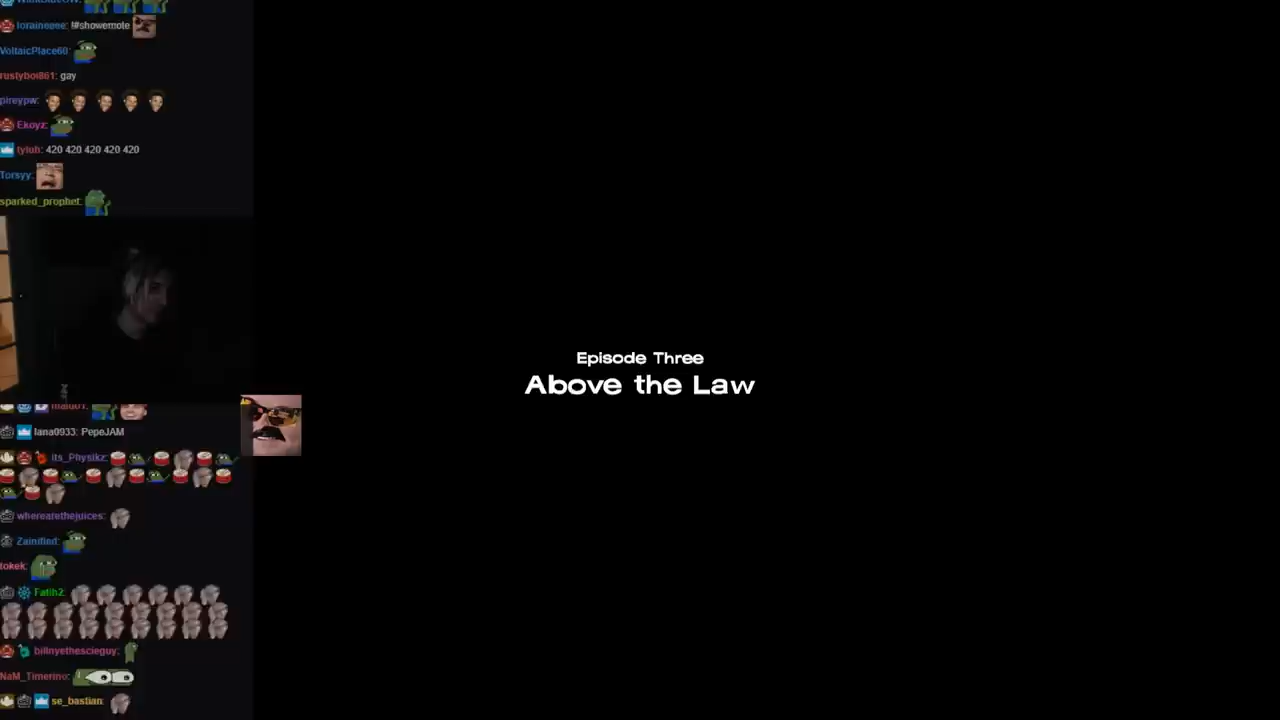 loraineeee: !#showemote
VoltaicPlace60:
rustyboi861: gay
pireypw:
Ekoyz:
tyloh: 420 420 420 420 420
Torsyy:
sparked_prophet:
Episode Three
Above the Law
lana0933: PepeJAM
its_Physikz:
wherearethejuices:
Zainified:
tokek:
Fatih2:
billnyethescieguy:
NaM_Timerino:
se_bastian: